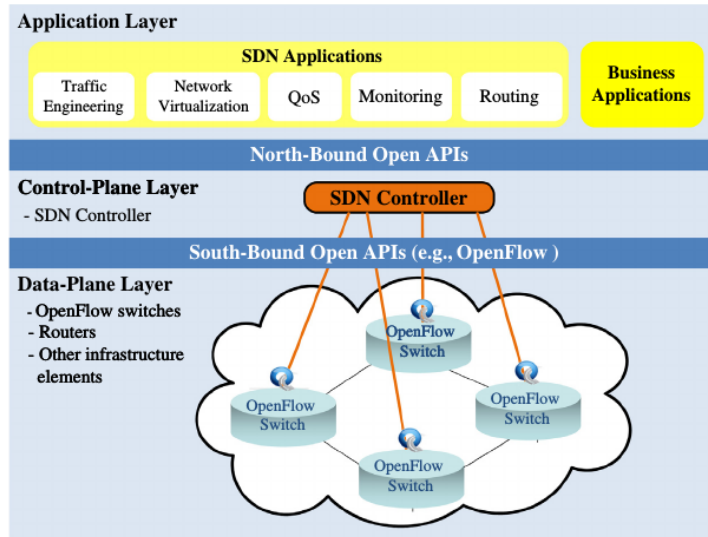 Application Layer
SDN Applications
Traffic
Engineering
Network
Virtualization
QoS
Monitoring
Routing
Business
Applications
North-Bound Open APIs
Control-Plane Layer
- SDN Controller
SDN Controller
South-Bound Open APIs (e.g., OpenFlow )
Data-Plane Layer
- OpenFlow switches
- Routers
- Other infrastructure
elements
OpenFlow
Switch
OpenFlow
Switch
OpenFlow
Switch
OpenFlow
Switch